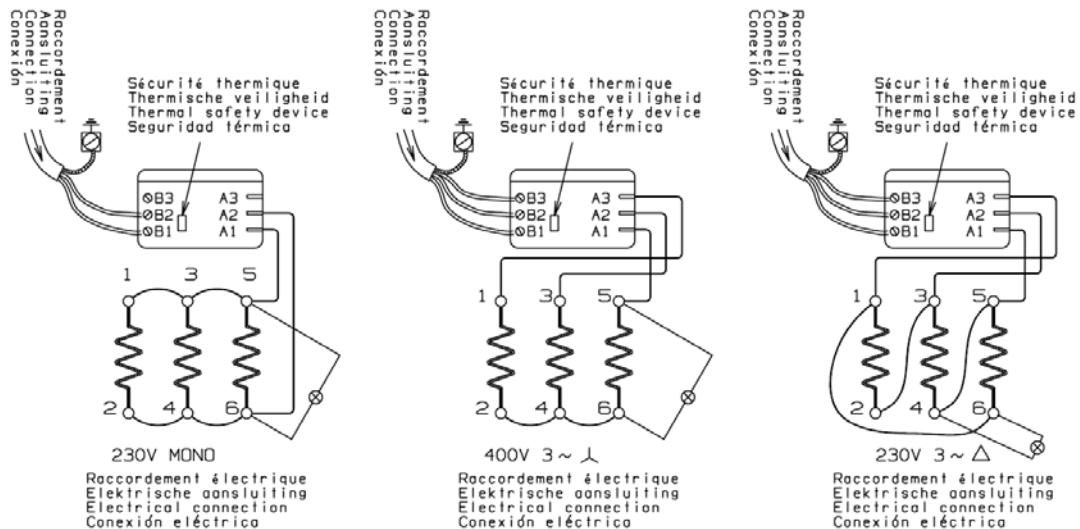 Raccordement
Aansluiting
Connection
Conexión
Sécurité thermique
Thermische veiligheid
Thermal safety device
Seguridad térmica
B3 A3
B2 A2
B1 A1
1 3 5
2 4 6
230V MONO
Raccordement électrique
Elektrische aansluiting
Electrical connection
Conexión eléctrica
Raccordement
Aansluiting
Connection
Conexión
Sécurité thermique
Thermische veiligheid
Thermal safety device
Seguridad térmica
B3 A3
B2 A2
B1 A1
1 3 5
2 4 6
400V 3~ ⅄
Raccordement électrique
Elektrische aansluiting
Electrical connection
Conexión eléctrica
Raccordement
Aansluiting
Connection
Conexión
Sécurité thermique
Thermische veiligheid
Thermal safety device
Seguridad térmica
B3 A3
B2 A2
B1 A1
1 3 5
2 4 6
230V 3~ △
Raccordement électrique
Elektrische aansluiting
Electrical connection
Conexión eléctrica